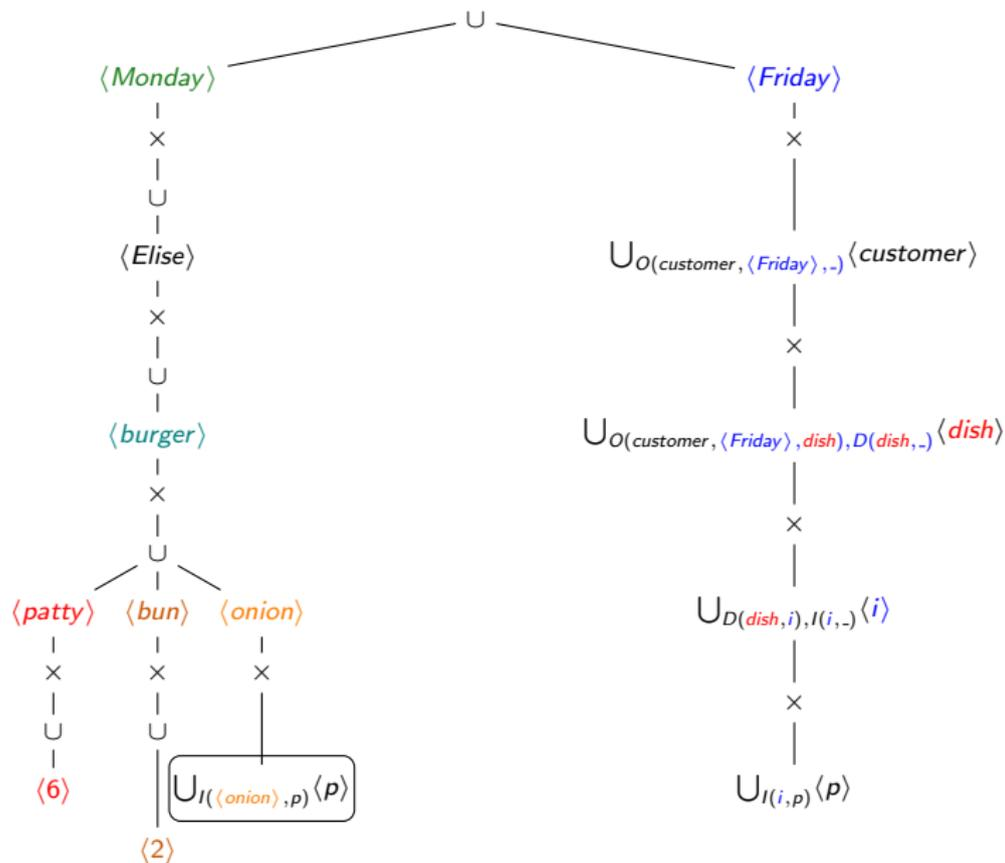 ∪
⟨Monday⟩ ⟨Friday⟩
× ×
∪
⟨Elise⟩ ⋃O(customer,⟨Friday⟩,_)⟨customer⟩
×
×
∪
⟨burger⟩ ⋃O(customer,⟨Friday⟩,dish),D(dish,_)⟨dish⟩
×
×
∪
⟨patty⟩ ⟨bun⟩ ⟨onion⟩ ⋃D(dish,i),I(i,_)⟨i⟩
× × ×
×
∪ ∪
⟨6⟩ ⋃I(⟨onion⟩,p)⟨p⟩ ⋃I(i,p)⟨p⟩
⟨2⟩